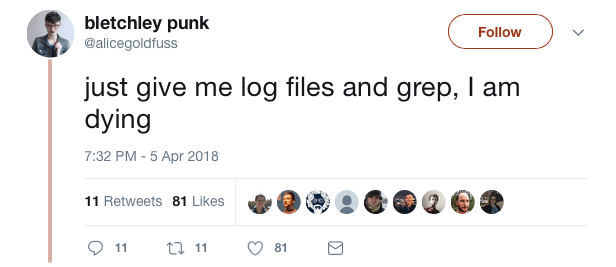 bletchley punk
@alicegoldfuss
Follow
just give me log files and grep, I am
dying
7:32 PM - 5 Apr 2018
11 Retweets 81 Likes
11 11 81